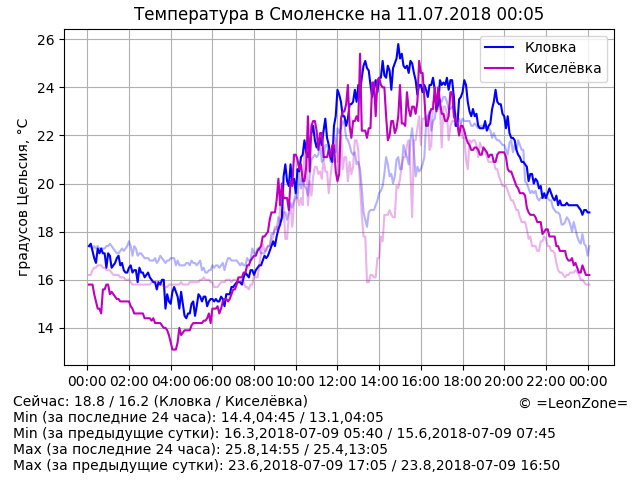 Температура в Смоленске на 11.07.2018 00:05
Кловка
Киселёвка
градусов Цельсия, °C
26
24
22
20
18
16
14
00:00 02:00 04:00 06:00 08:00 10:00 12:00 14:00 16:00 18:00 20:00 22:00 00:00
Сейчас: 18.8 / 16.2 (Кловка / Киселёвка)
© =LeonZone=
Min (за последние 24 часа): 14.4,04:45 / 13.1,04:05
Min (за предыдущие сутки): 16.3,2018-07-09 05:40 / 15.6,2018-07-09 07:45
Max (за последние 24 часа): 25.8,14:55 / 25.4,13:05
Max (за предыдущие сутки): 23.6,2018-07-09 17:05 / 23.8,2018-07-09 16:50